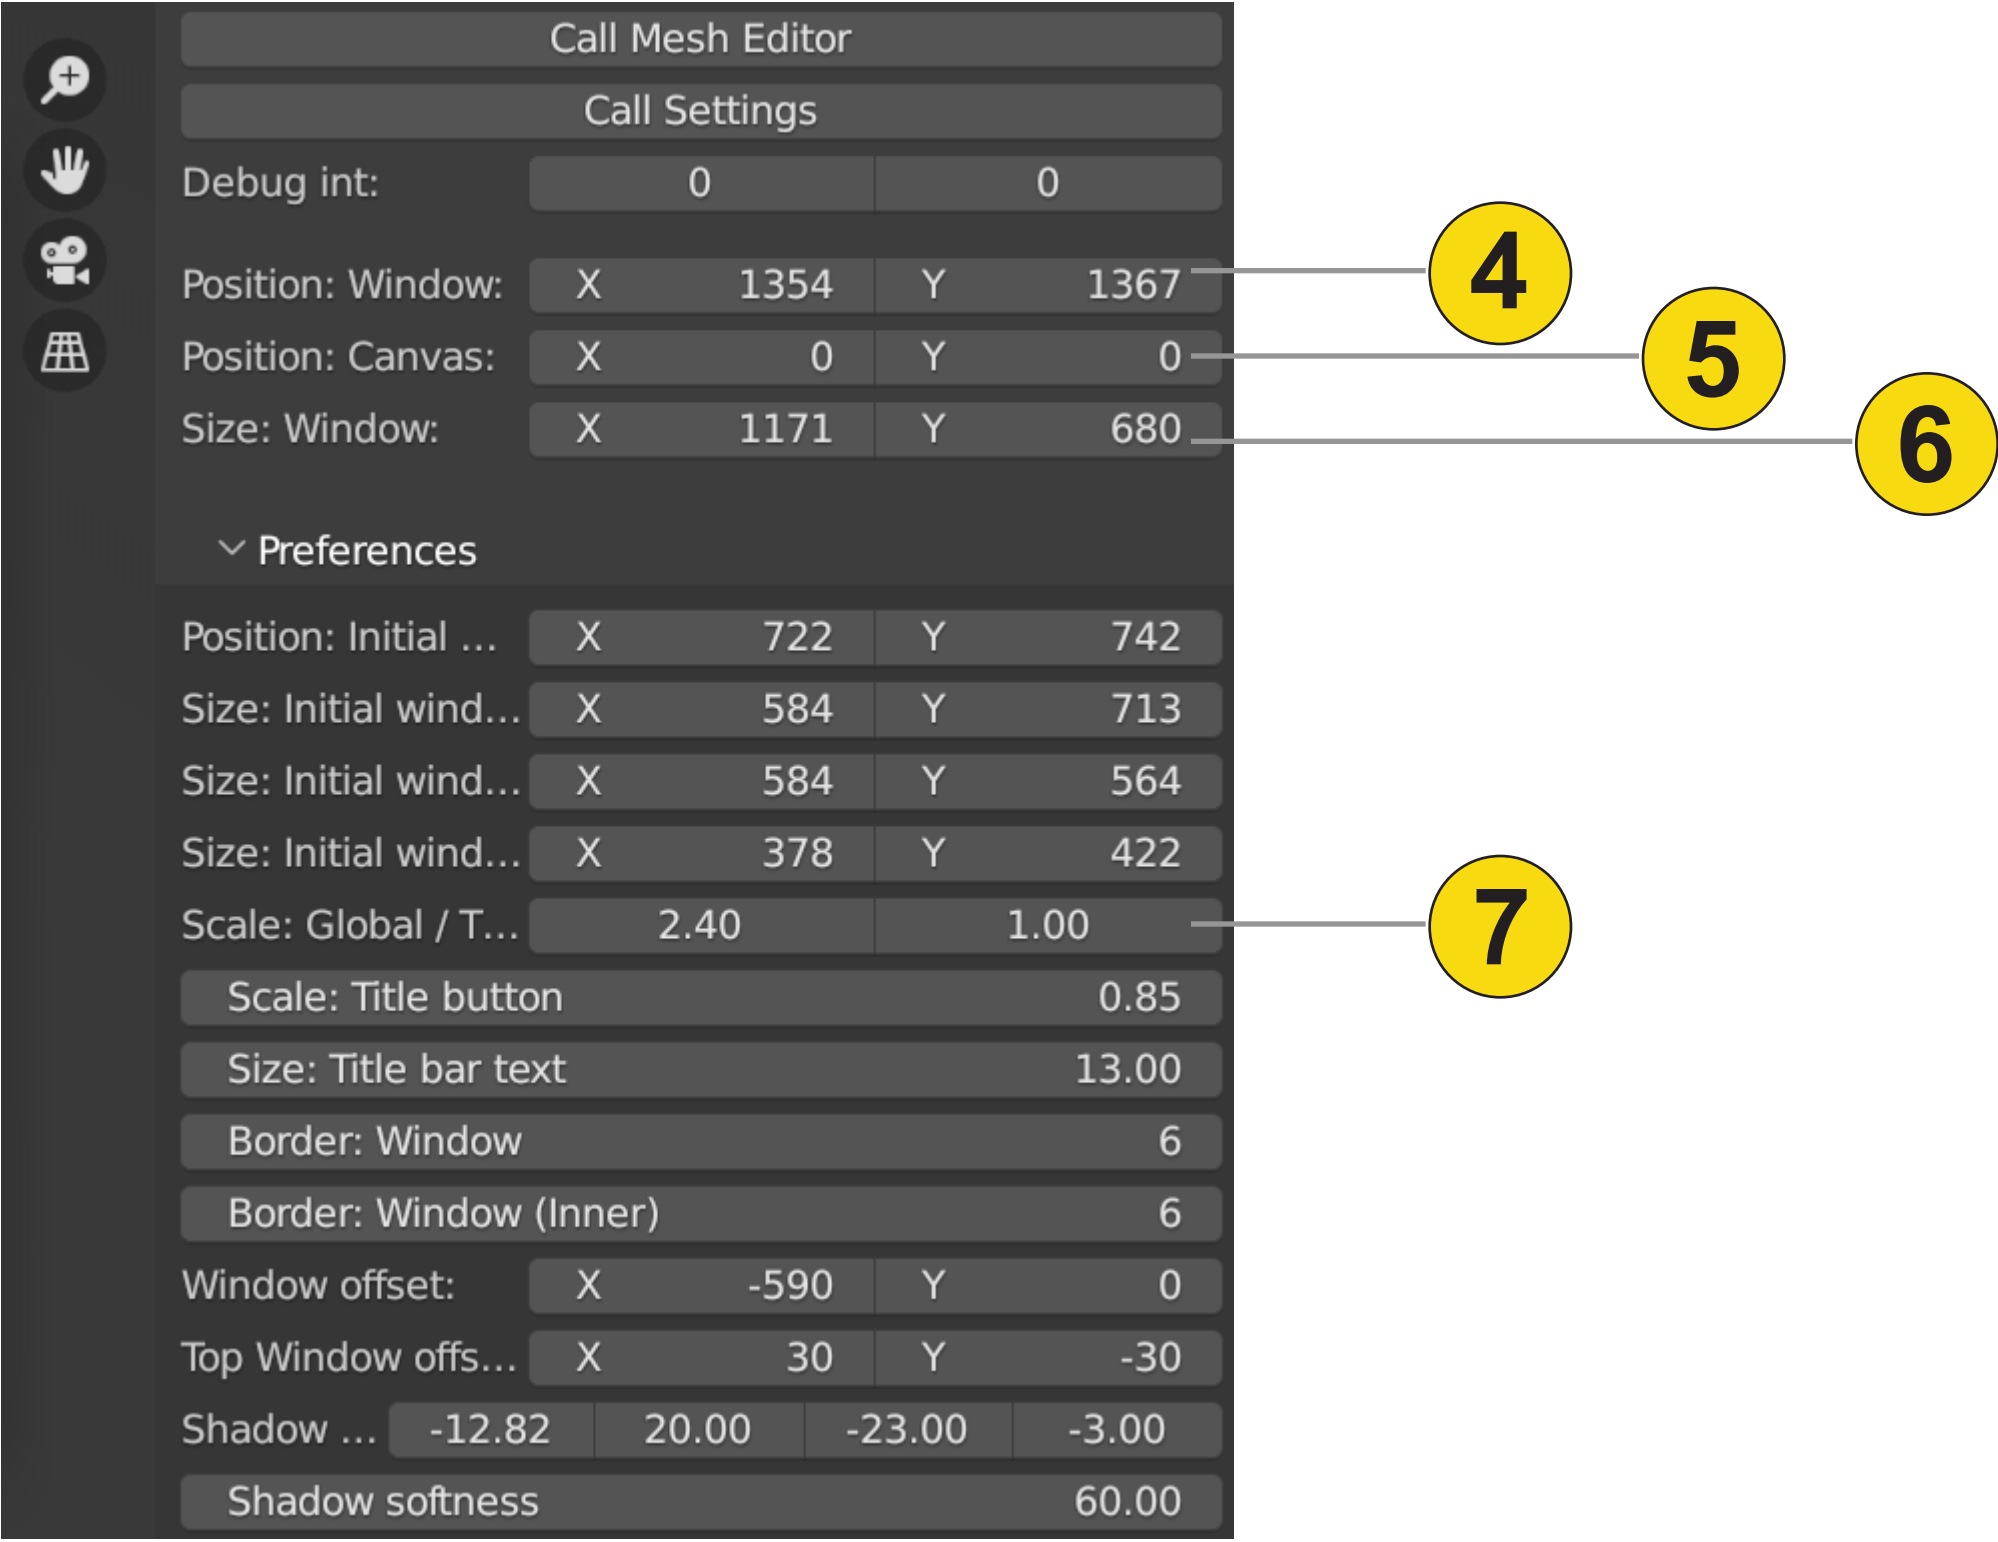 Call Mesh Editor
Call Settings
Debug int: 0 0
Position: Window: X 1354 Y 1367
4
Position: Canvas: X 0 Y 0
5
Size: Window: X 1171 Y 680
6
Preferences
Position: Initial ... X 722 Y 742
Size: Initial wind... X 584 Y 713
Size: Initial wind... X 584 Y 564
Size: Initial wind... X 378 Y 422
Scale: Global / T... 2.40 1.00
7
Scale: Title button 0.85
Size: Title bar text 13.00
Border: Window 6
Border: Window (Inner) 6
Window offset: X -590 Y 0
Top Window offs... X 30 Y -30
Shadow ... -12.82 20.00 -23.00 -3.00
Shadow softness 60.00